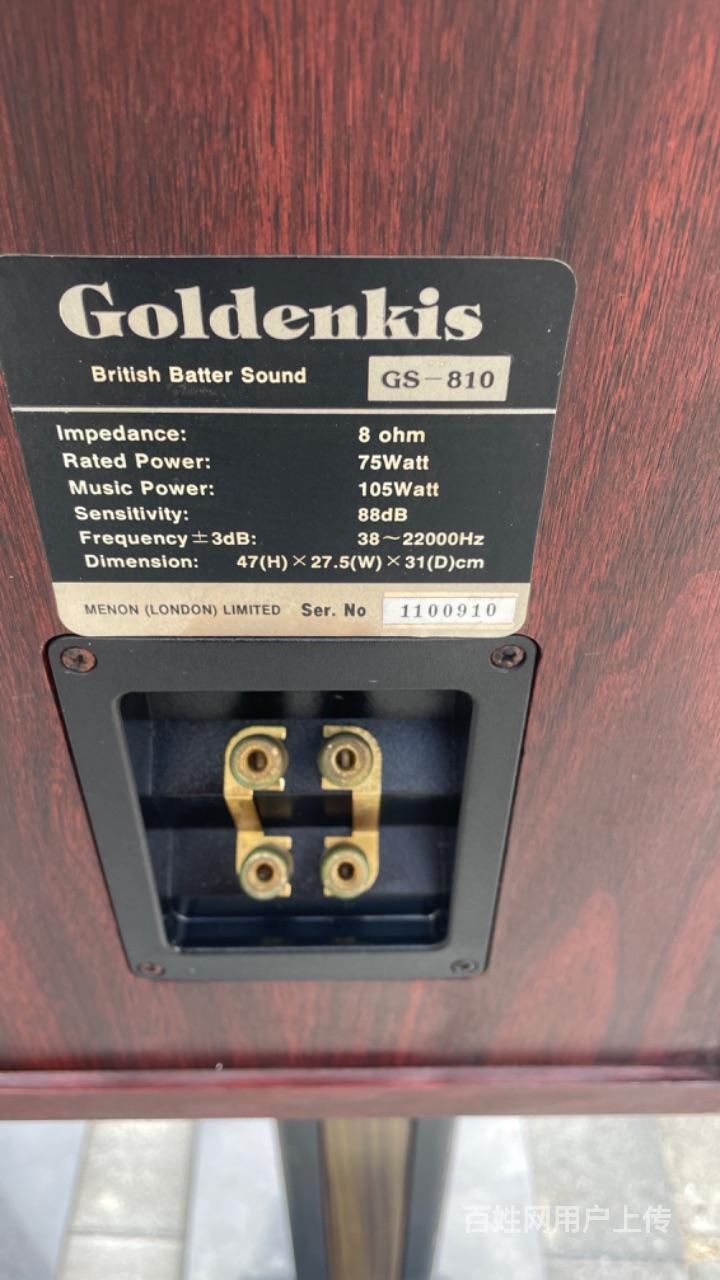 Goldenkis
British Batter Sound GS-810
Impedance: 8 ohm
Rated Power: 75Watt
Music Power: 105Watt
Sensitivity: 88dB
Frequency±3dB: 38~22000Hz
Dimension: 47(H)×27.5(W)×31(D)cm
MENON (LONDON) LIMITED Ser. No 1100910
百姓网用户上传